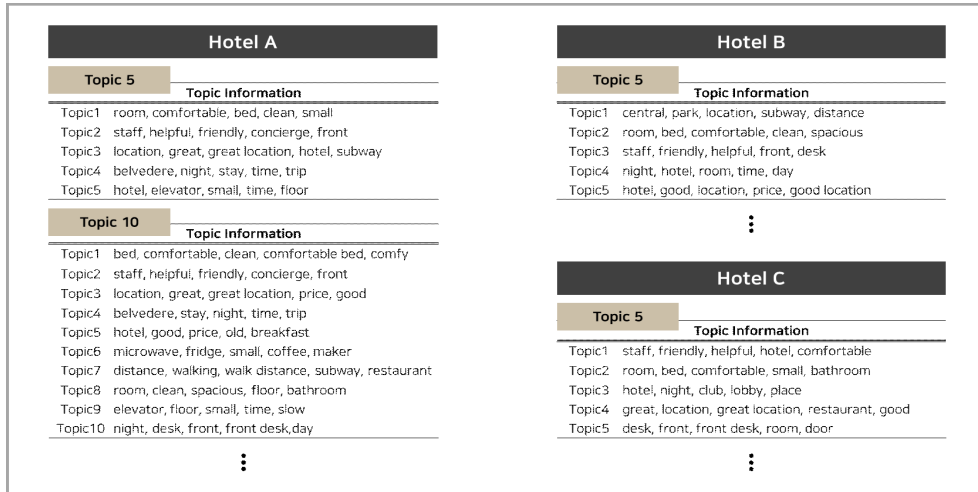 Hotel A
Topic 5
Topic Information
Topic1 room, comfortable, bed, clean, small
Topic2 staff, helpful, friendly, concierge, front
Topic3 location, great, great location, hotel, subway
Topic4 belvedere, night, stay, time, trip
Topic5 hotel, elevator, small, time, floor
Topic 10
Topic Information
Topic1 bed, comfortable, clean, comfortable bed, comfy
Topic2 staff, helpful, friendly, concierge, front
Topic3 location, great, great location, price, good
Topic4 belvedere, stay, night, time, trip
Topic5 hotel, good, price, old, breakfast
Topic6 microwave, fridge, small, coffee, maker
Topic7 distance, walking, walk distance, subway, restaurant
Topic8 room, clean, spacious, floor, bathroom
Topic9 elevator, floor, small, time, slow
Topic10 night, desk, front, front desk,day
Hotel B
Topic 5
Topic Information
Topic1 central, park, location, subway, distance
Topic2 room, bed, comfortable, clean, spacious
Topic3 staff, friendly, helpful, front, desk
Topic4 night, hotel, room, time, day
Topic5 hotel, good, location, price, good location
Hotel C
Topic 5
Topic Information
Topic1 staff, friendly, helpful, hotel, comfortable
Topic2 room, bed, comfortable, small, bathroom
Topic3 hotel, night, club, lobby, place
Topic4 great, location, great location, restaurant, good
Topic5 desk, front, front desk, room, door